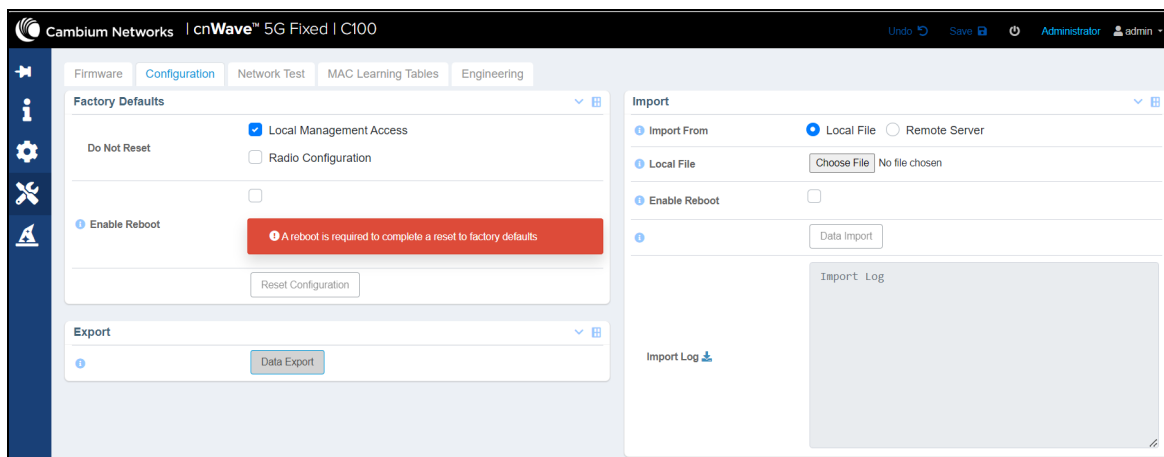 Cambium Networks | cnWave™ 5G Fixed | C100
Undo Save Administrator admin
Firmware Configuration Network Test MAC Learning Tables Engineering
Factory Defaults
Do Not Reset
Local Management Access
Radio Configuration
Enable Reboot
A reboot is required to complete a reset to factory defaults
Reset Configuration
Export
Data Export
Import
Import From Local File Remote Server
Local File Choose File No file chosen
Enable Reboot
Data Import
Import Log
Import Log